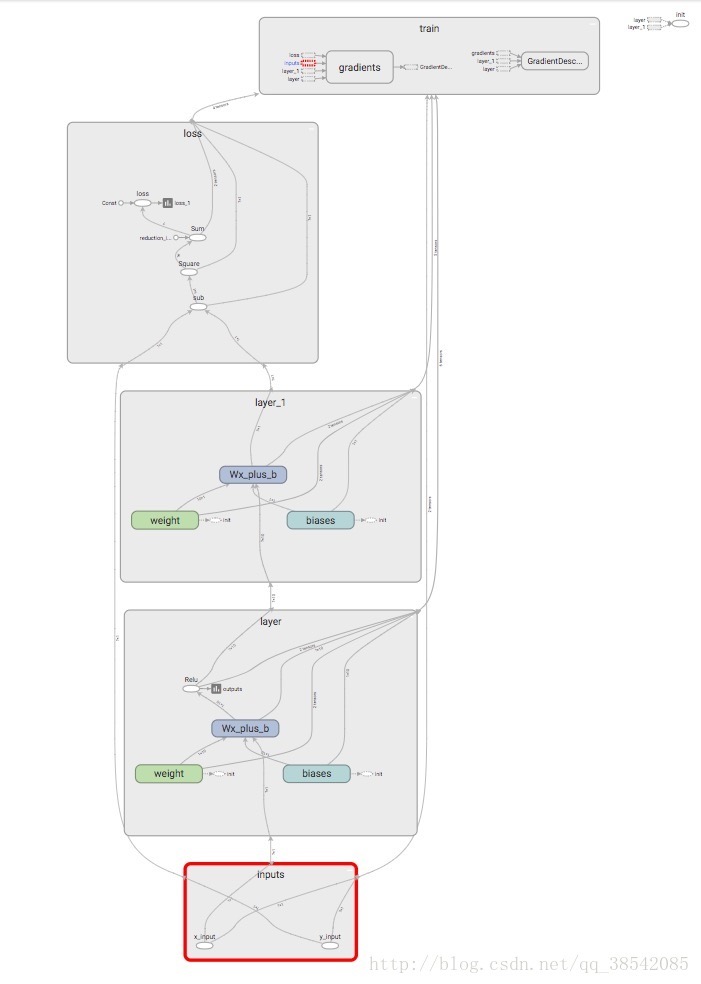 train
init
layer
layer_1
loss
inputs
layer_1
layer
gradients
GradientDe...
gradients
layer_1
layer
GradientDesc...
loss
loss
Const
loss_1
Sum
reduction_i...
Square
sub
layer_1
Wx_plus_b
weight
init
biases
init
layer
Relu
outputs
Wx_plus_b
weight
init
biases
init
inputs
x_input
y_input
http://blog.csdn.net/qq_38542085